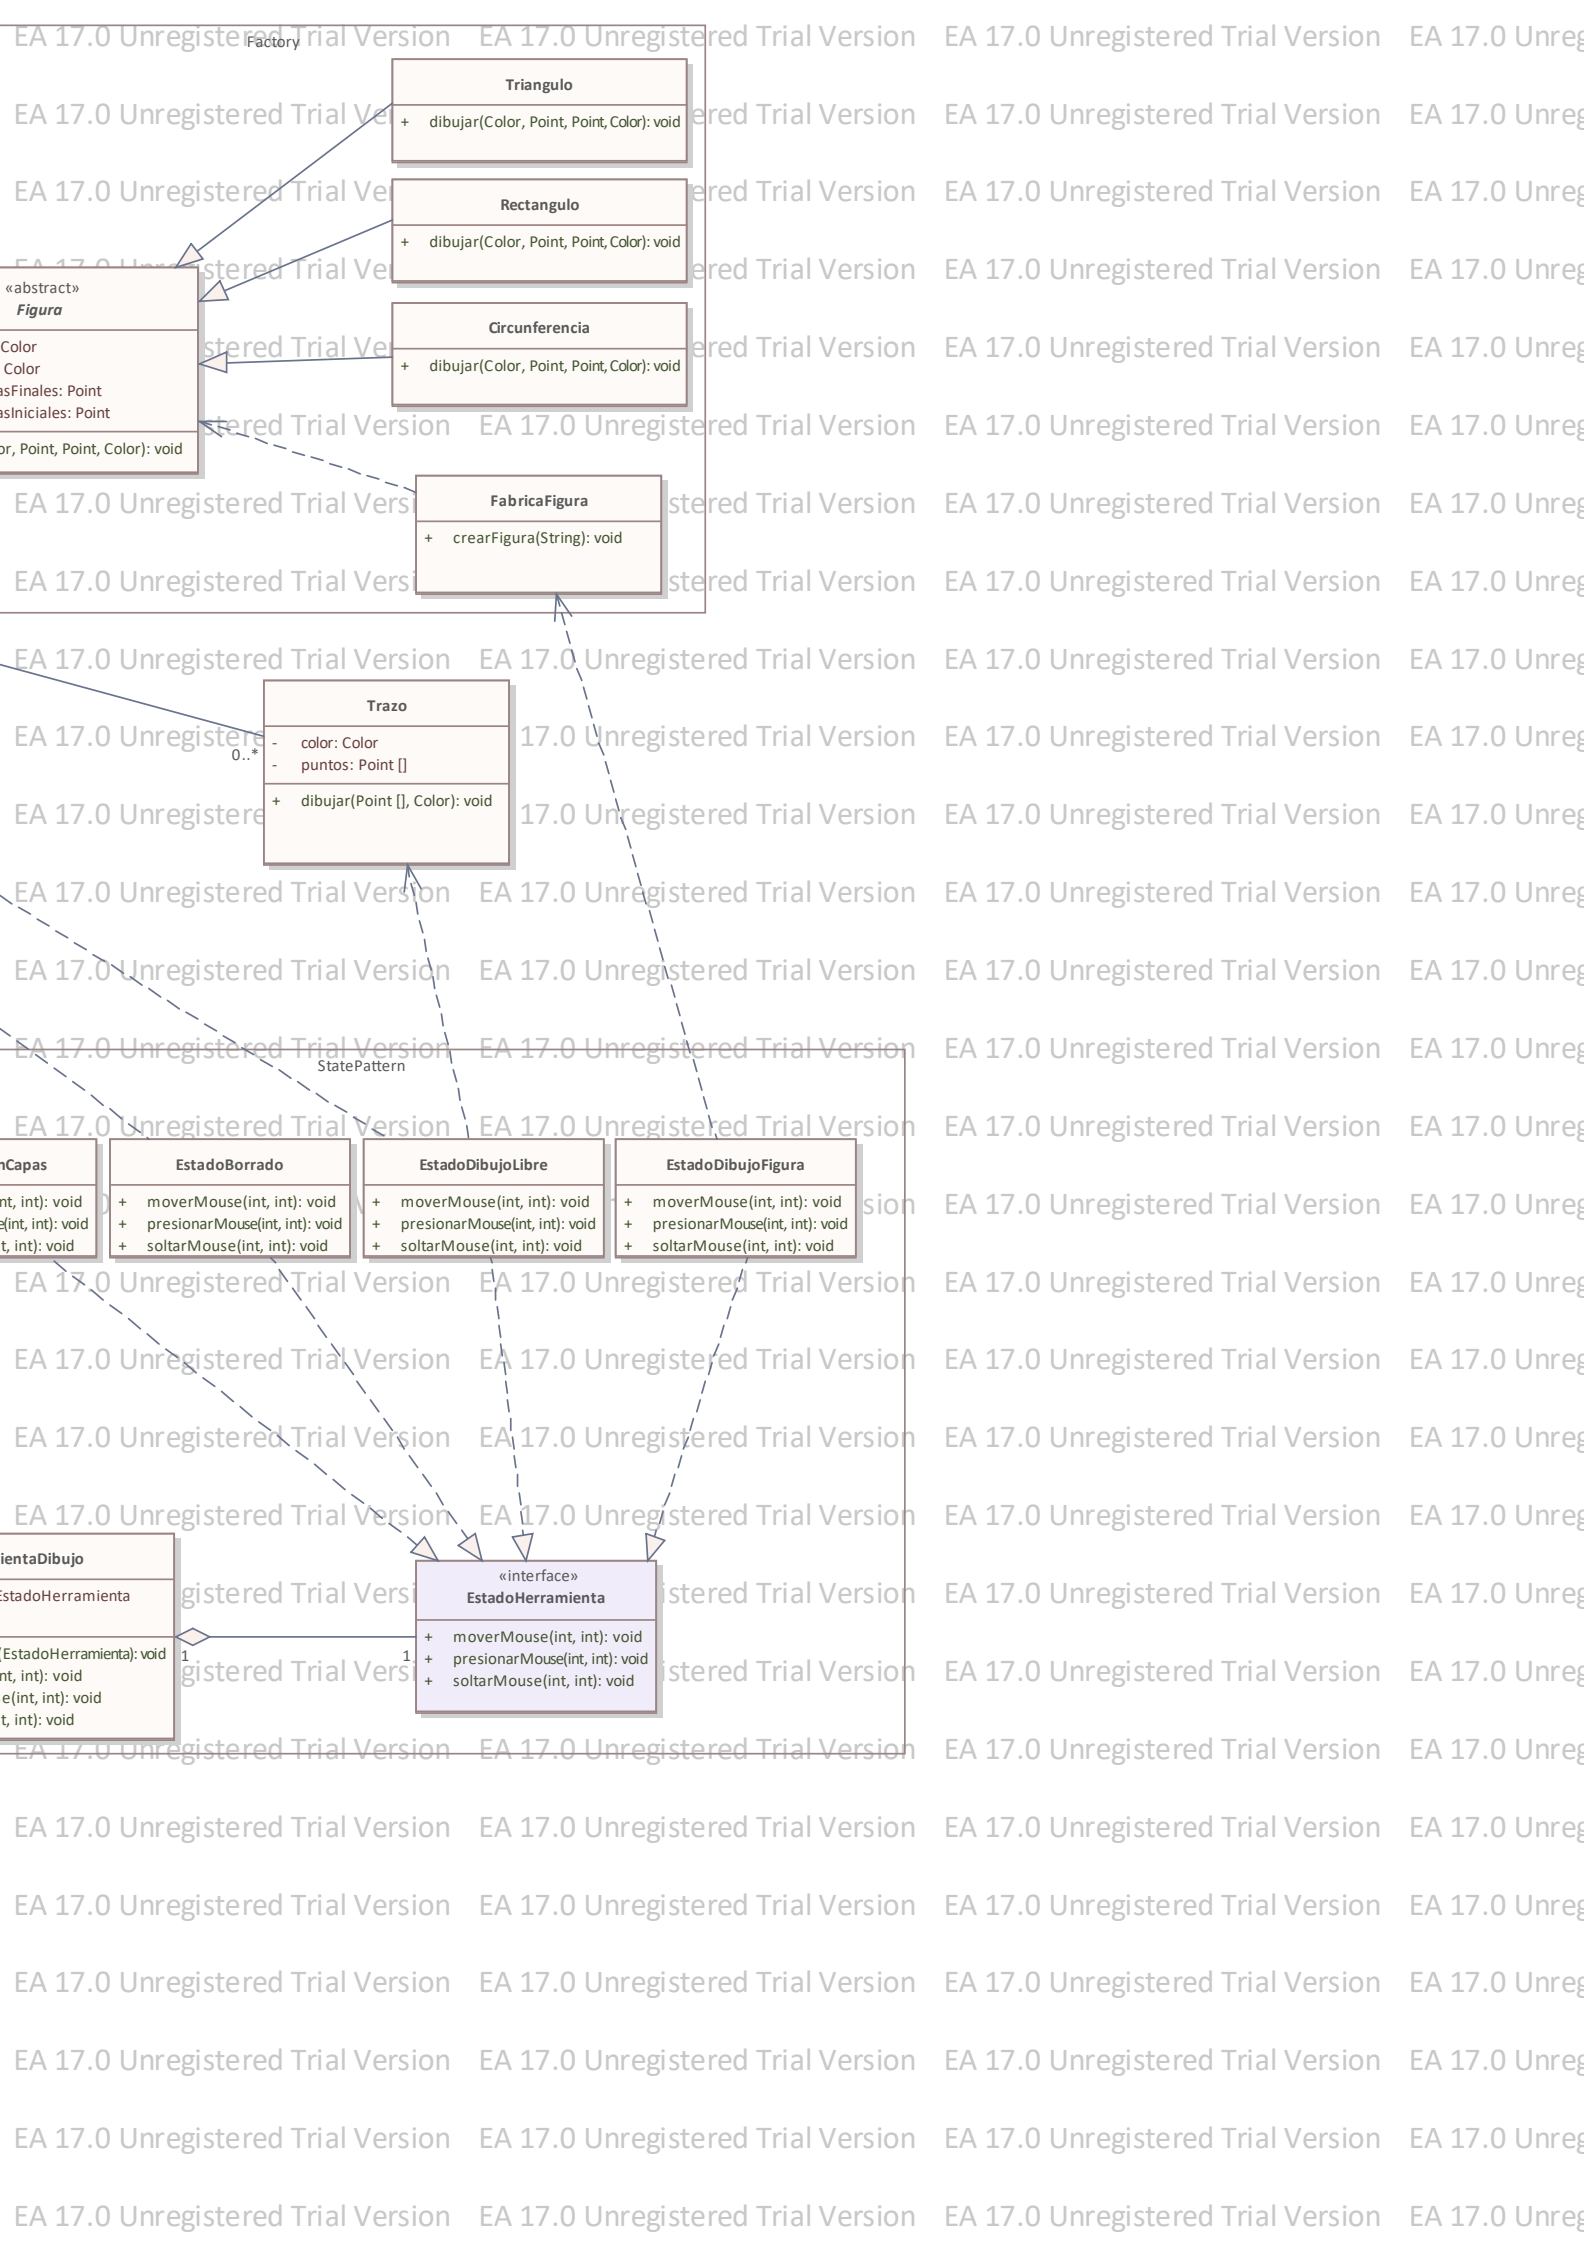 EA 17.0 Unregistered Trial Version
Factory
Triangulo
+ dibujar(Color, Point, Point, Color): void
Rectangulo
+ dibujar(Color, Point, Point, Color): void
«abstract»
Figura
Color
Color
asFinales: Point
asIniciales: Point
or, Point, Point, Color): void
Circunferencia
+ dibujar(Color, Point, Point, Color): void
FabricaFigura
+ crearFigura(String): void
Trazo
- color: Color
- puntos: Point []
+ dibujar(Point [], Color): void
0..*
StatePattern
nCapas
nt, int): void
e(int, int): void
t, int): void
EstadoBorrado
+ moverMouse(int, int): void
+ presionarMouse(int, int): void
+ soltarMouse(int, int): void
EstadoDibujoLibre
+ moverMouse(int, int): void
+ presionarMouse(int, int): void
+ soltarMouse(int, int): void
EstadoDibujoFigura
+ moverMouse(int, int): void
+ presionarMouse(int, int): void
+ soltarMouse(int, int): void
ientaDibujo
EstadoHerramienta
(EstadoHerramienta): void
nt, int): void
e(int, int): void
t, int): void
1
1
«interface»
EstadoHerramienta
+ moverMouse(int, int): void
+ presionarMouse(int, int): void
+ soltarMouse(int, int): void